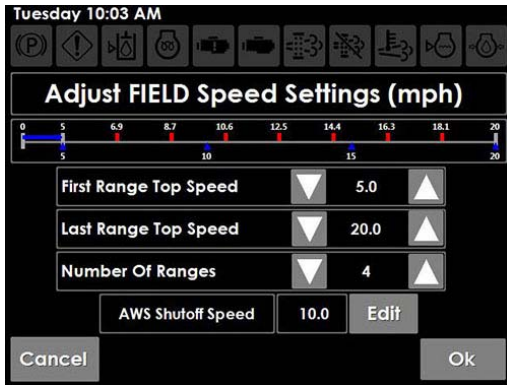 Tuesday 10:03 AM
(P)
Adjust FIELD Speed Settings (mph)
0 5 6.9 8.7 10.6 12.5 14.4 16.3 18.1 20
5 10 15 20
First Range Top Speed 5.0
Last Range Top Speed 20.0
Number Of Ranges 4
AWS Shutoff Speed 10.0 Edit
Cancel Ok